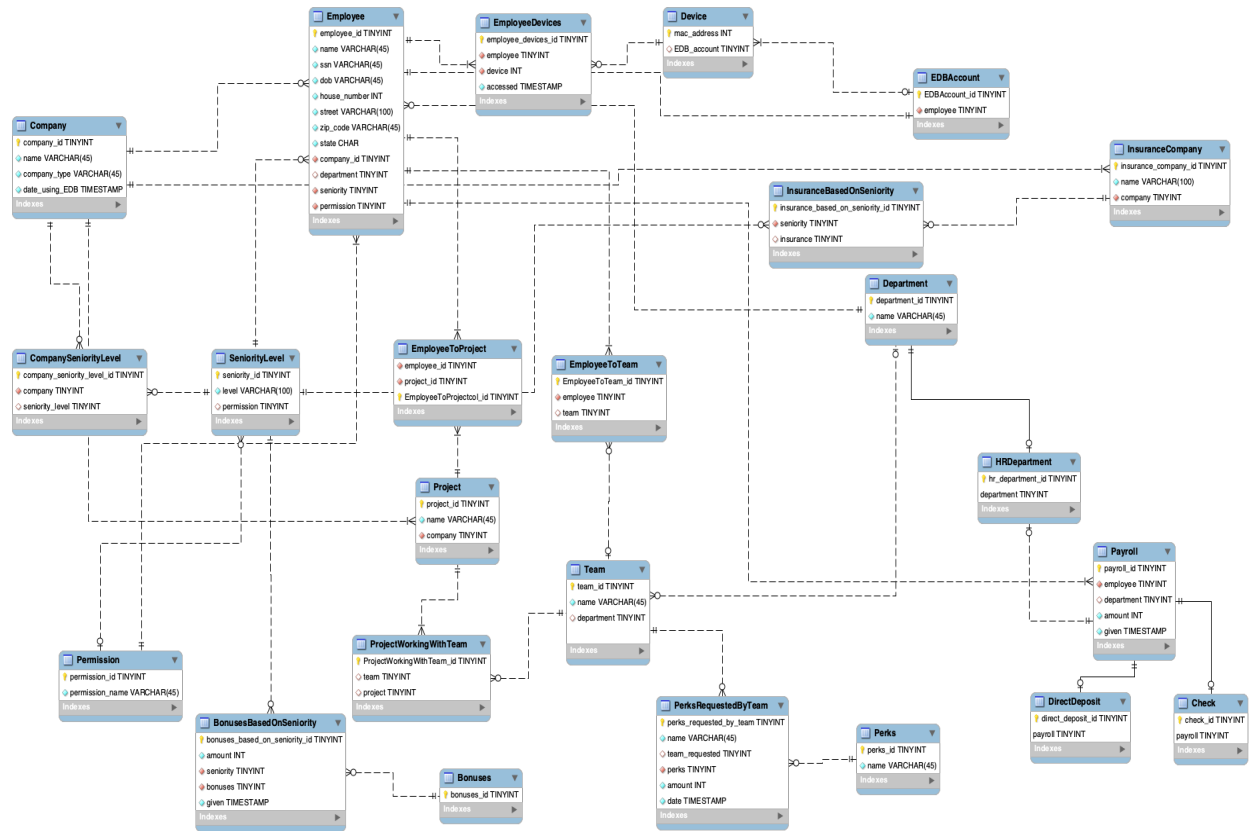 Employee
employee_id TINYINT
name VARCHAR(45)
ssn VARCHAR(45)
dob VARCHAR(45)
house_number INT
street VARCHAR(100)
zip_code VARCHAR(45)
state CHAR
company_id TINYINT
department TINYINT
seniority TINYINT
permission TINYINT
Indexes
EmployeeDevices
employee_devices_id TINYINT
employee TINYINT
device INT
accessed TIMESTAMP
Indexes
Device
mac_address INT
EDB_account TINYINT
Indexes
EDBAccount
EDBAccount_id TINYINT
employee TINYINT
Indexes
Company
company_id TINYINT
name VARCHAR(45)
company_type VARCHAR(45)
date_using_EDB TIMESTAMP
Indexes
InsuranceCompany
insurance_company_id TINYINT
name VARCHAR(100)
company TINYINT
Indexes
InsuranceBasedOnSeniority
insurance_based_on_seniority_id TINYINT
seniority TINYINT
insurance TINYINT
Indexes
Department
department_id TINYINT
name VARCHAR(45)
Indexes
CompanySeniorityLevel
company_seniority_level_id TINYINT
company TINYINT
seniority_level TINYINT
Indexes
SeniorityLevel
seniority_id TINYINT
level VARCHAR(100)
permission TINYINT
Indexes
EmployeeToProject
employee_id TINYINT
project_id TINYINT
EmployeeToProjectcol_id TINYINT
Indexes
EmployeeToTeam
EmployeeToTeam_id TINYINT
employee TINYINT
team TINYINT
Indexes
HRDepartment
hr_department_id TINYINT
department TINYINT
Indexes
Project
project_id TINYINT
name VARCHAR(45)
company TINYINT
Indexes
Payroll
payroll_id TINYINT
employee TINYINT
department TINYINT
amount INT
given TIMESTAMP
Indexes
Team
team_id TINYINT
name VARCHAR(45)
department TINYINT
Indexes
Permission
permission_id TINYINT
permission_name VARCHAR(45)
Indexes
ProjectWorkingWithTeam
ProjectWorkingWithTeam_id TINYINT
team TINYINT
project TINYINT
Indexes
BonusesBasedOnSeniority
bonuses_based_on_seniority_id TINYINT
amount INT
seniority TINYINT
bonuses TINYINT
given TIMESTAMP
Indexes
Bonuses
bonuses_id TINYINT
Indexes
PerksRequestedByTeam
perks_requested_by_team TINYINT
name VARCHAR(45)
team_requested TINYINT
perks TINYINT
amount INT
date TIMESTAMP
Indexes
Perks
perks_id TINYINT
name VARCHAR(45)
Indexes
DirectDeposit
direct_deposit_id TINYINT
payroll TINYINT
Indexes
Check
check_id TINYINT
payroll TINYINT
Indexes